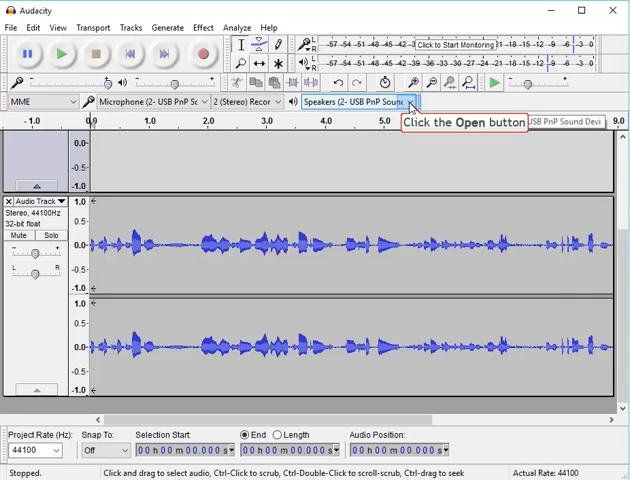 Audacity
File Edit View Transport Tracks Generate Effect Analyze Help
L R -57 -54 -51 -48 -45 -42 Click to Start Monitoring -21 -18 -15 -12 -9 -6 -3 0
L R -57 -54 -51 -48 -45 -42 -39 -36 -33 -30 -27 -24 -21 -18 -15 -12 -9 -6 -3 0
MME Microphone (2- USB PnP Sc 2 (Stereo) Recor Speakers (2- USB PnP Sound
-1.0 0.0 1.0 2.0 3.0 4.0 5.0 9.0
Click the Open button
USB PnP Sound Devi
0.0-
-0.5-
-1.0
Audio Track
Stereo, 44100Hz
32-bit float
Mute Solo
- +
L R
1.0
0.5-
0.0-
-0.5-
-1.0
1.0
0.5-
0.0-
-0.5-
-1.0
Project Rate (Hz): Snap To: Selection Start: End Length Audio Position:
44100 Off 00 h 00 m 00.000 s 00 h 00 m 00.000 s 00 h 00 m 00.000 s
Stopped. Click and drag to select audio, Ctrl-Click to scrub, Ctrl-Double-Click to scroll-scrub, Ctrl-drag to seek Actual Rate: 44100